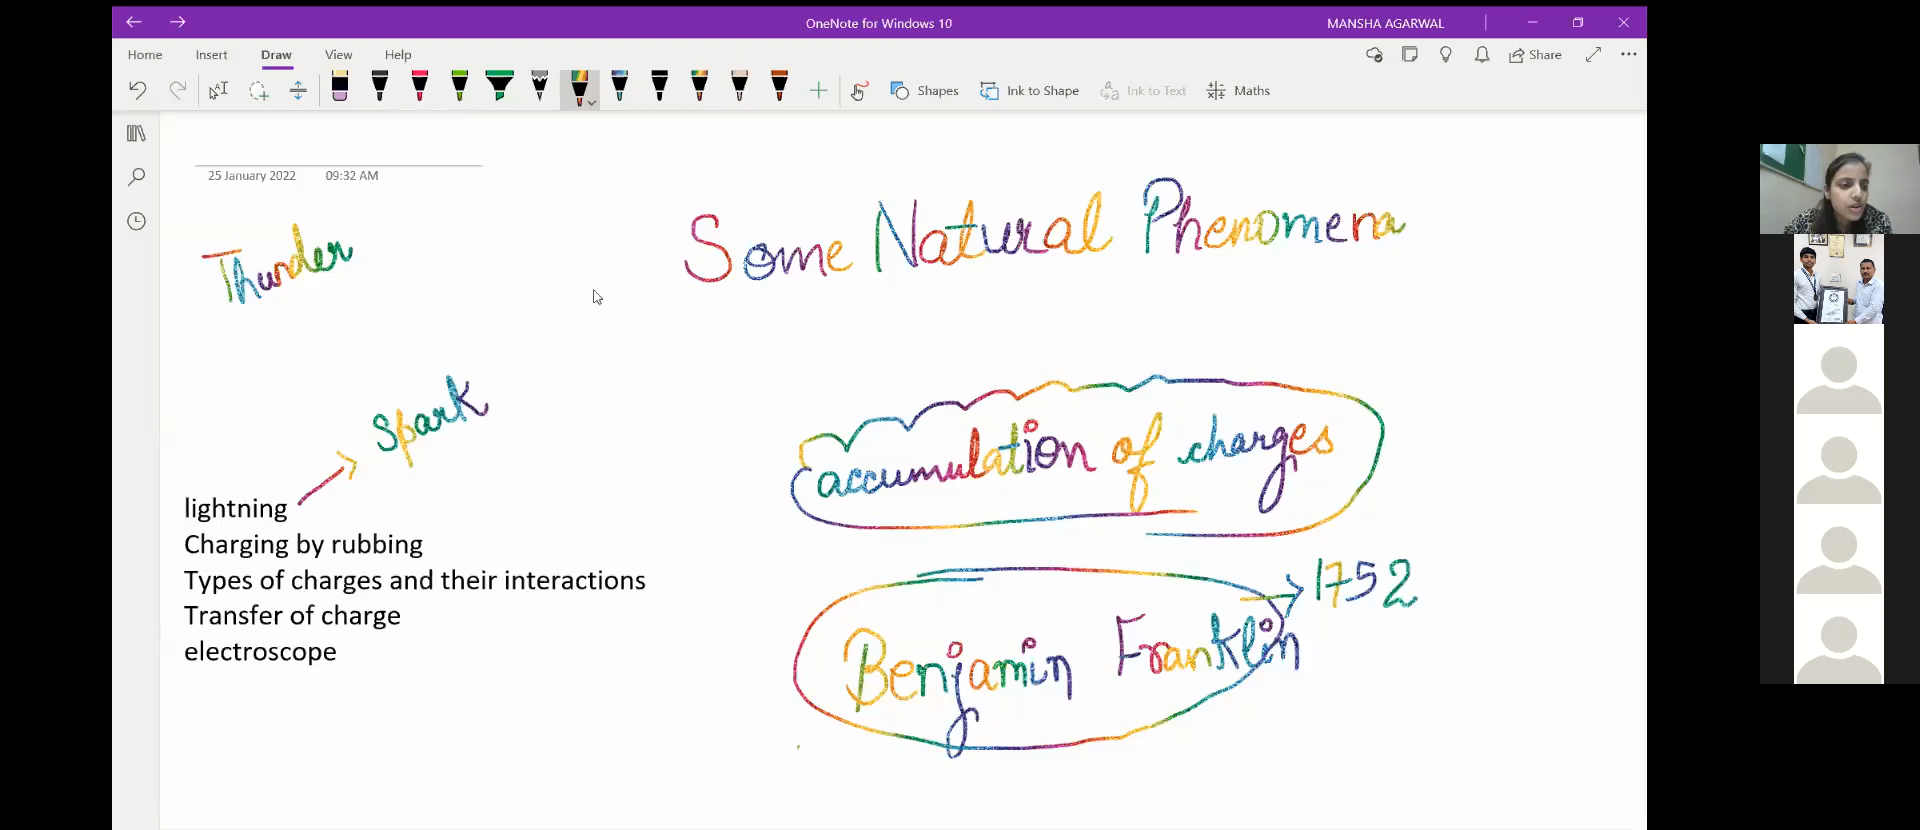 OneNote for Windows 10
MANSHA AGARWAL
Home Insert Draw View Help
Share
Shapes Ink to Shape Ink to Text Maths
25 January 2022 09:32 AM
Some Natural Phenomena
Thunder
Spark
accumulation of charges
lightning
Charging by rubbing
Types of charges and their interactions
Transfer of charge
electroscope
1752
Benjamin Franklin